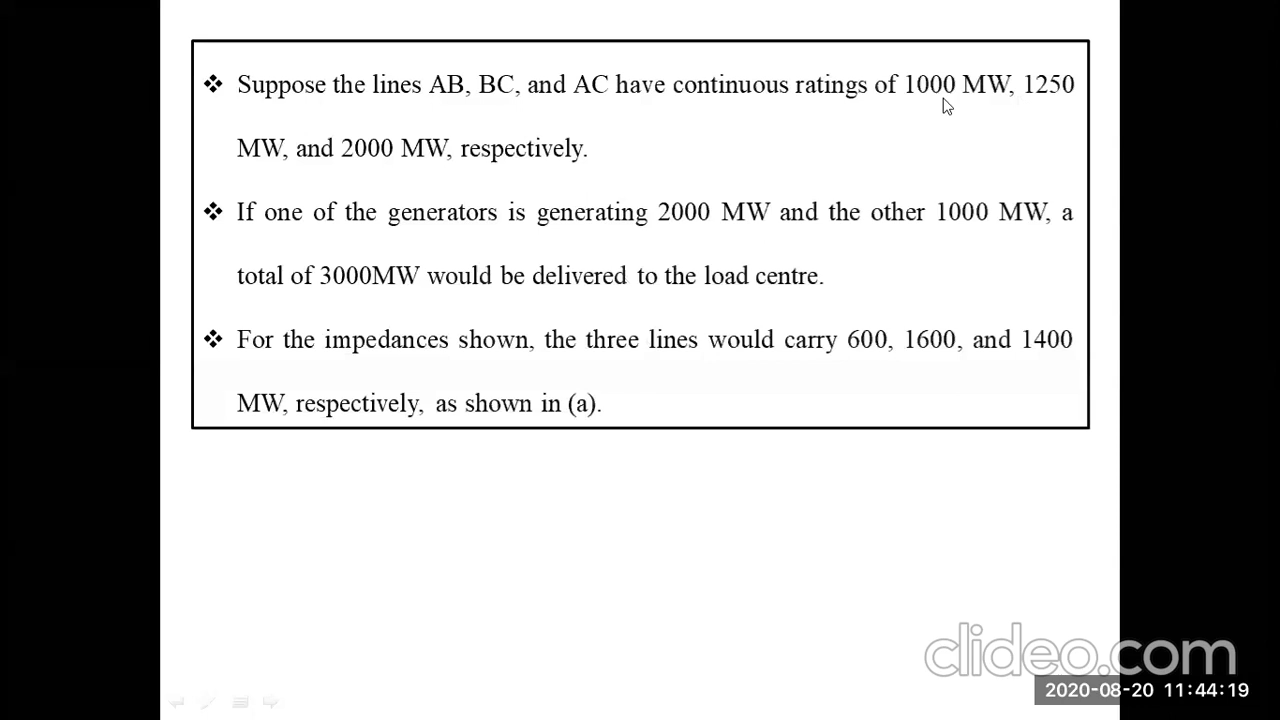 ❖ Suppose the lines AB, BC, and AC have continuous ratings of 1000 MW, 1250
MW, and 2000 MW, respectively.
❖ If one of the generators is generating 2000 MW and the other 1000 MW, a
total of 3000MW would be delivered to the load centre.
❖ For the impedances shown, the three lines would carry 600, 1600, and 1400
MW, respectively, as shown in (a).
clideo.com
2020-08-20 11:44:19